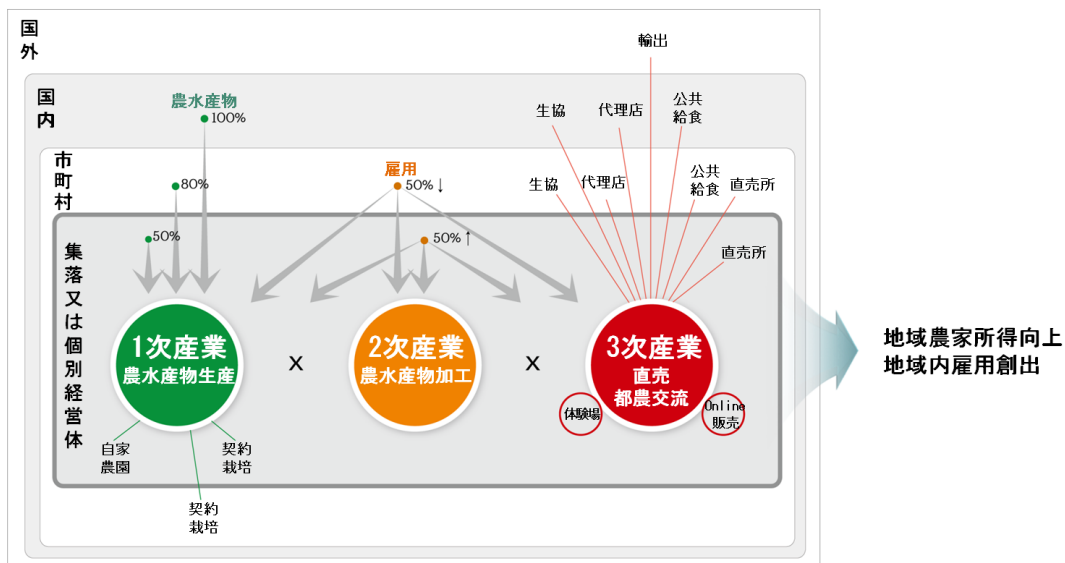 国
外
輸出
国
内
農水産物
100%
生協
代理店
公共
給食
市
町
村
80%
雇用
50%↓
生協
代理店
公共
給食
直売所
50%
50%↑
直売所
集
落
又
は
個
別
経
営
体
1次産業
農水産物生産
x
2次産業
農水産物加工
x
3次産業
直売
都農交流
体験場
Online
販売
自家
農園
契約
栽培
契約
栽培
地域農家所得向上
地域内雇用創出